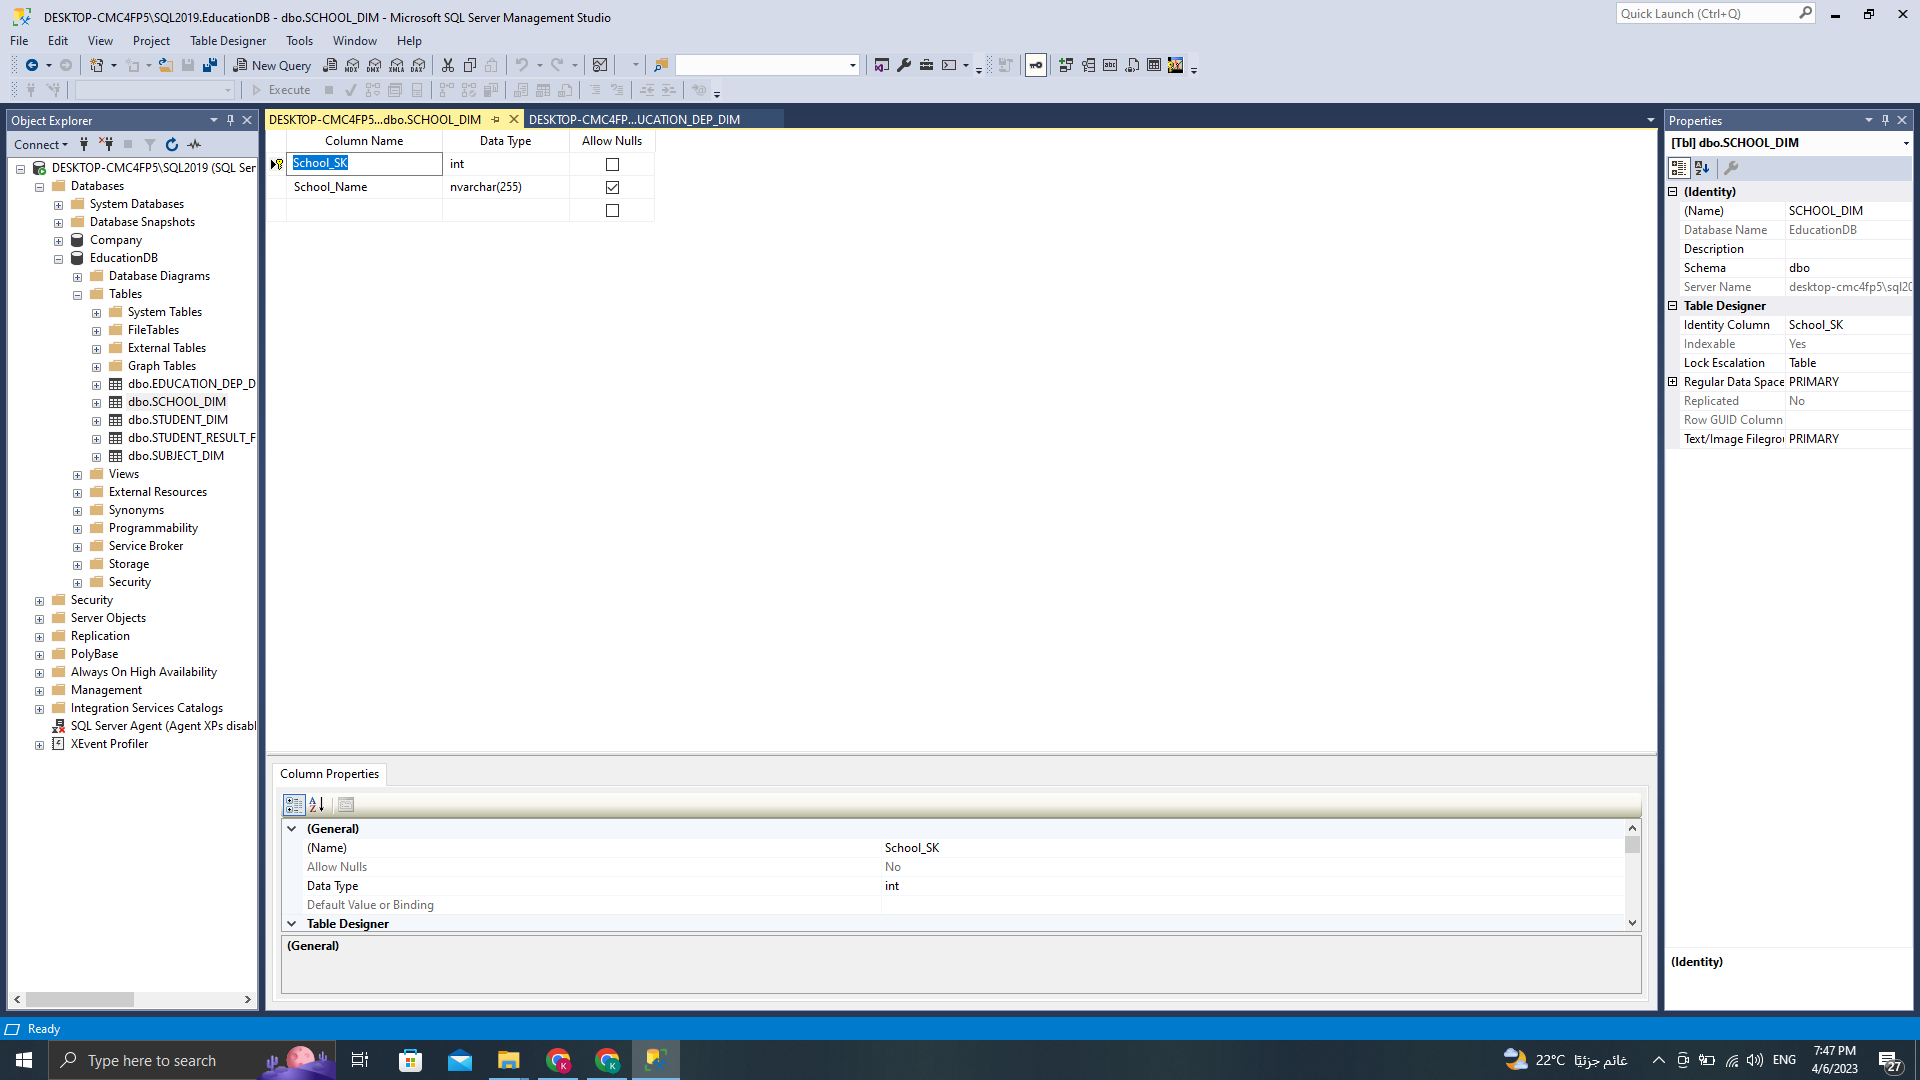 DESKTOP-CMC4FP5\SQL2019.EducationDB - dbo.SCHOOL_DIM - Microsoft SQL Server Management Studio
Quick Launch (Ctrl+Q)
File Edit View Project Table Designer Tools Window Help
New Query
Execute
Object Explorer
Connect
DESKTOP-CMC4FP5\SQL2019 (SQL Ser
Databases
System Databases
Database Snapshots
Company
EducationDB
Database Diagrams
Tables
System Tables
FileTables
External Tables
Graph Tables
dbo.EDUCATION_DEP_D
dbo.SCHOOL_DIM
dbo.STUDENT_DIM
dbo.STUDENT_RESULT_F
dbo.SUBJECT_DIM
Views
External Resources
Synonyms
Programmability
Service Broker
Storage
Security
Security
Server Objects
Replication
PolyBase
Always On High Availability
Management
Integration Services Catalogs
SQL Server Agent (Agent XPs disabl
XEvent Profiler
DESKTOP-CMC4FP5...dbo.SCHOOL_DIM DESKTOP-CMC4FP...UCATION_DEP_DIM
Column Name Data Type Allow Nulls
School_SK int
School_Name nvarchar(255)
Column Properties
(General)
(Name) School_SK
Allow Nulls No
Data Type int
Default Value or Binding
Table Designer
(General)
Properties
[Tbl] dbo.SCHOOL_DIM
(Identity)
(Name) SCHOOL_DIM
Database Name EducationDB
Description
Schema dbo
Server Name desktop-cmc4fp5\sql20
Table Designer
Identity Column School_SK
Indexable Yes
Lock Escalation Table
Regular Data Space PRIMARY
Replicated No
Row GUID Column
Text/Image Filegrou PRIMARY
(Identity)
Ready
Type here to search
22°C غائم جزئيًا
ENG
7:47 PM
4/6/2023
27